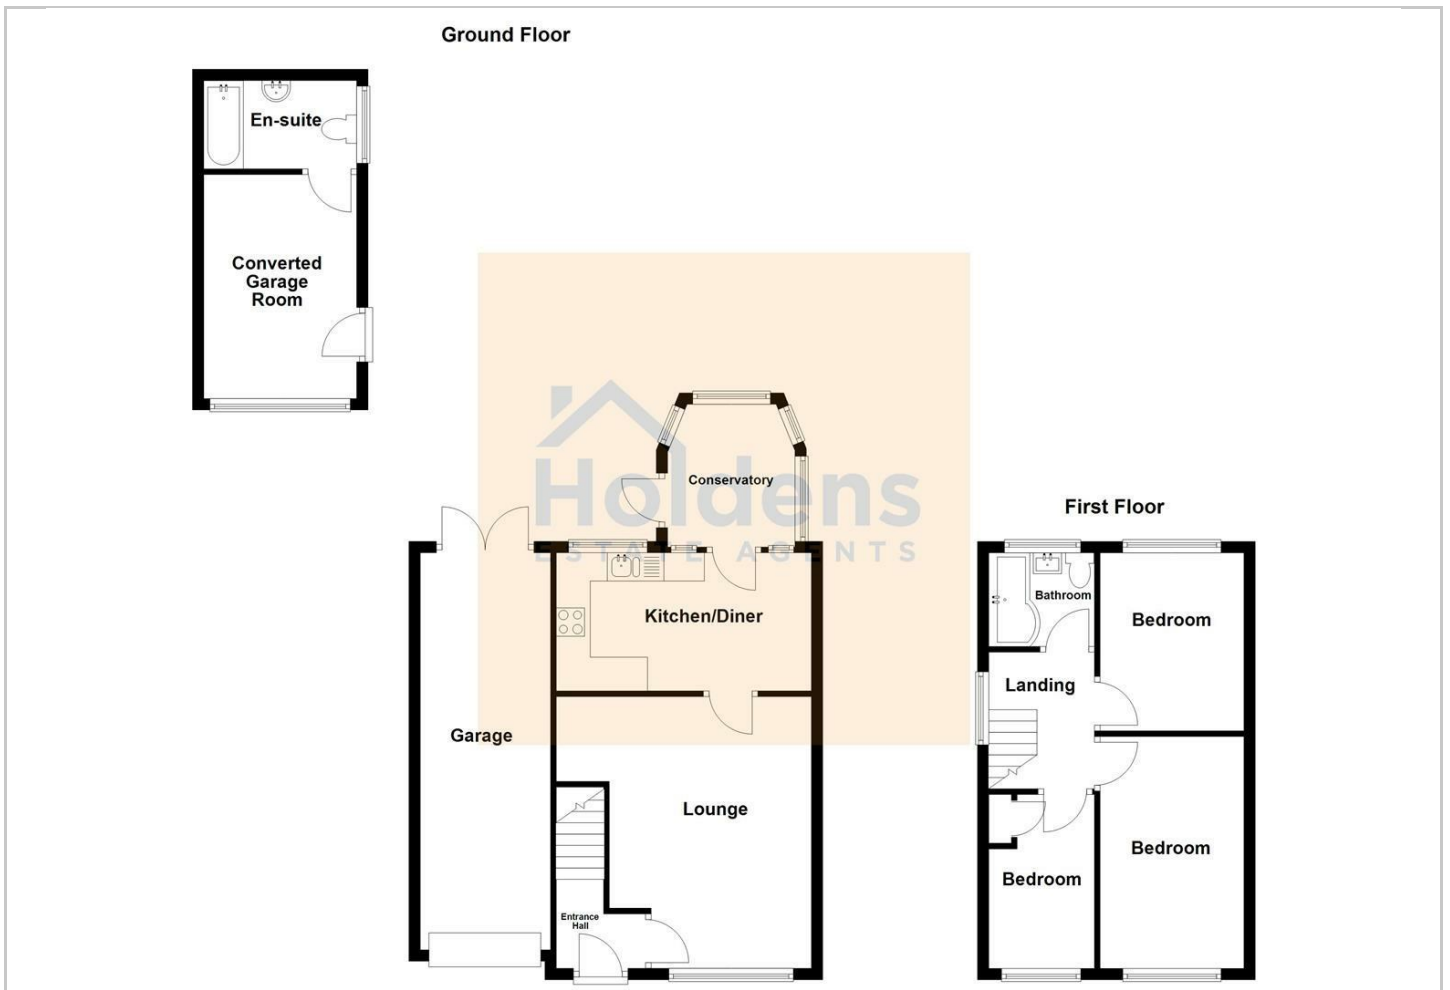 Ground Floor
En-suite
Converted
Garage
Room
Conservatory
Holdens
ESTATE AGENTS
Kitchen/Diner
Garage
Lounge
Entrance
Hall
First Floor
Bathroom
Bedroom
Landing
Bedroom
Bedroom